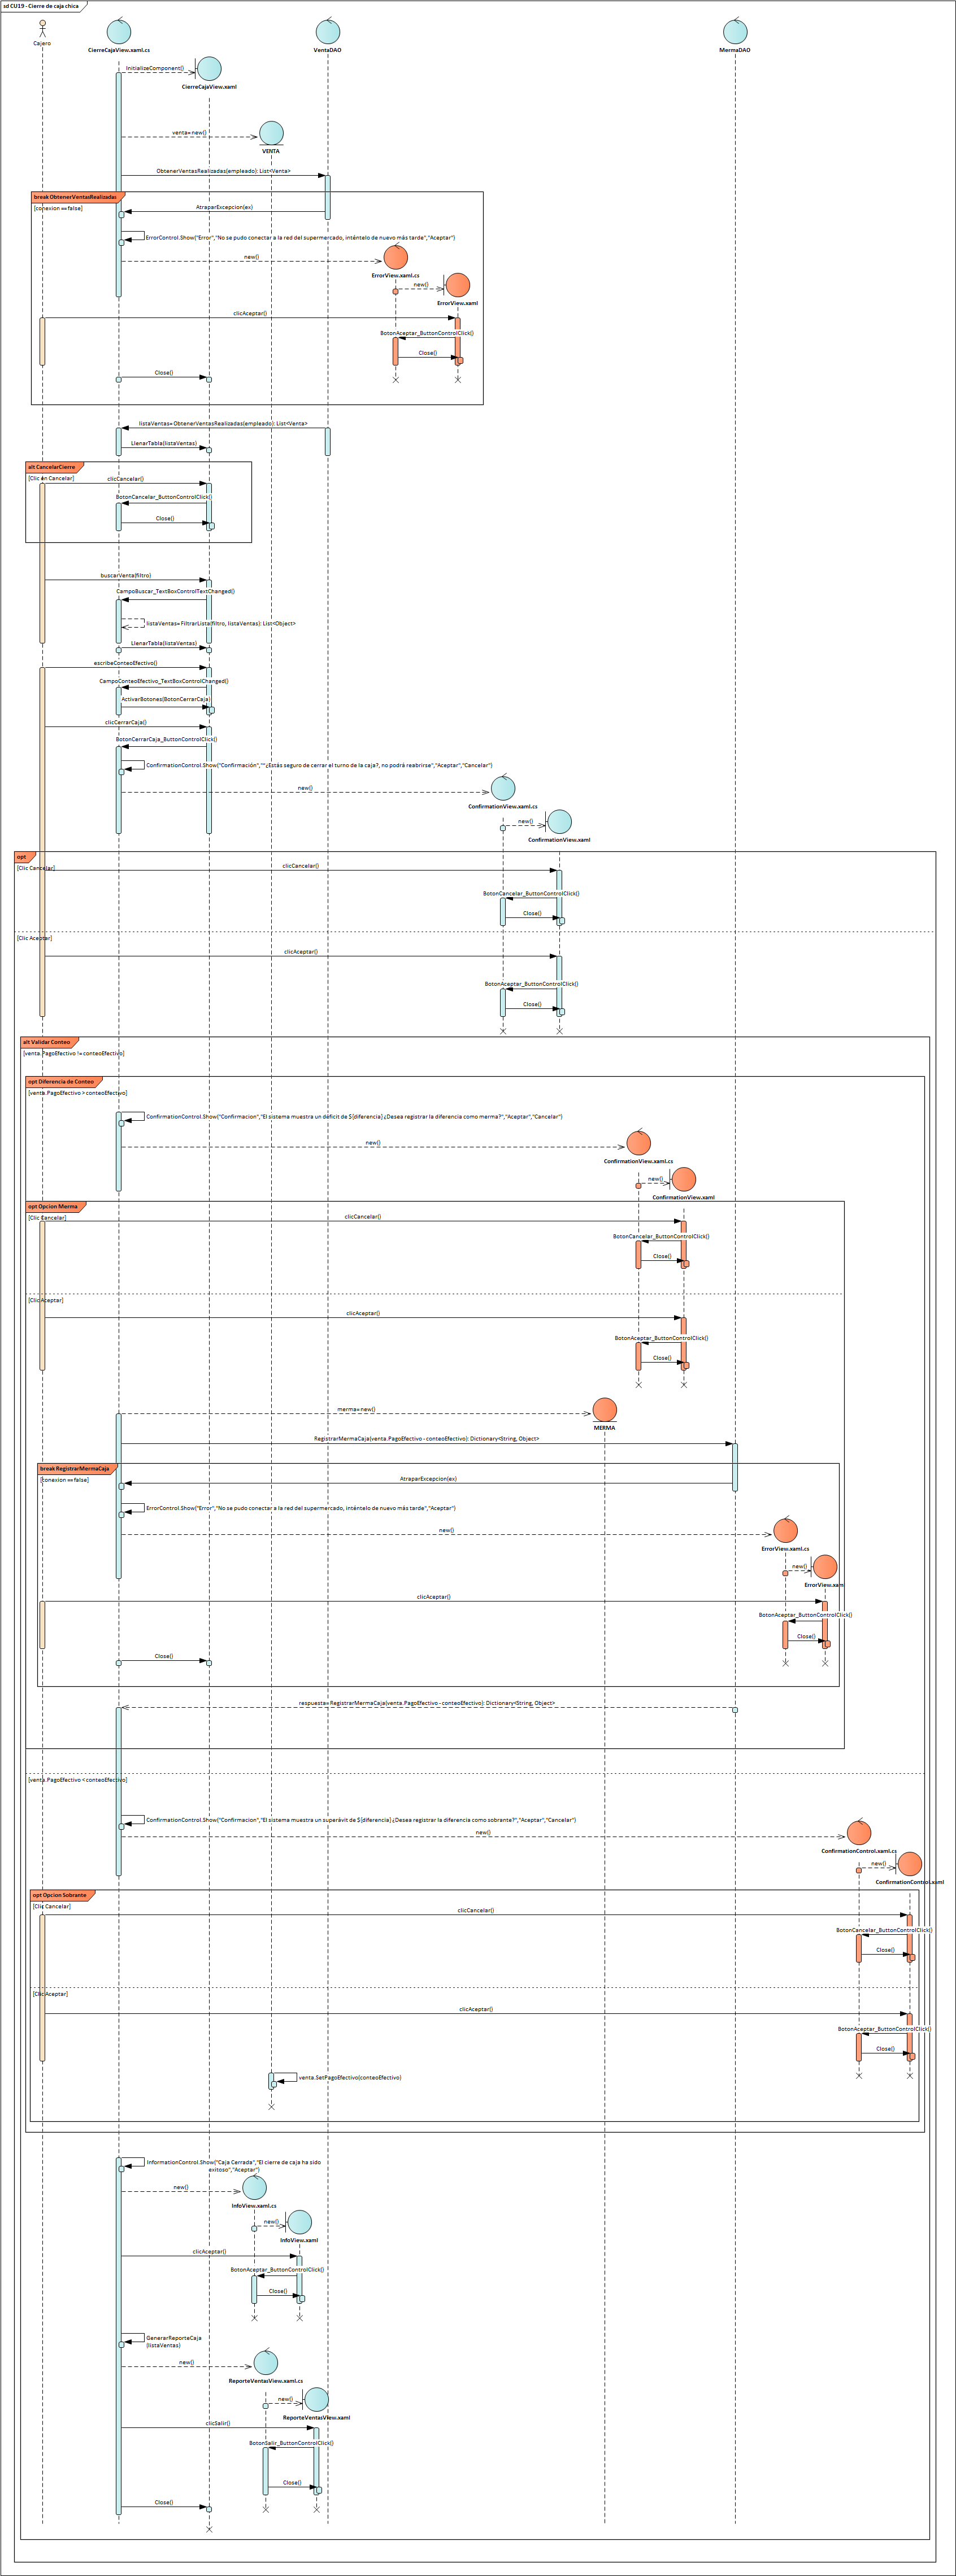 sd CU19 - Cierre de caja chica
Cajero
CierreCajaView.xaml.cs
VentaDAO
MermaDAO
InitializeComponent()
CierreCajaView.xaml
venta= new()
VENTA
ObtenerVentasRealizadas(empleado): List<Venta>
break ObtenerVentasRealizadas
[conexion ==false]
AtraparExcepcion(ex)
ErrorControl.Show("Error","No se pudo conectar a la red del supermercado, inténtelo de nuevo más tarde","Aceptar")
new()
ErrorView.xaml.cs
new()
ErrorView.xaml
clicAceptar()
BotonAceptar_ButtonControlClick()
Close()
Close()
listaVentas= ObtenerVentasRealizadas(empleado): List<Venta>
LlenarTabla(listaVentas)
alt CancelarCierre
[Clic en Cancelar]
clicCancelar()
BotonCancelar_ButtonControlClick()
Close()
buscarVenta(filtro)
CampoBuscar_TextBoxControlTextChanged()
listaVentas= FiltrarLista(filtro, listaVentas): List<Object>
LlenarTabla(listaVentas)
escribeConteoEfectivo()
CampoConteoEfectivo_TextBoxControlChanged()
ActivarBotones(BotonCerrarCaja)
clicCerrarCaja()
BotonCerrarCaja_ButtonControlClick()
ConfirmationControl.Show("Confirmación",""¿Estás seguro de cerrar el turno de la caja?, no podrá reabrirse","Aceptar","Cancelar")
new()
ConfirmationView.xaml.cs
new()
ConfirmationView.xaml
opt
[Clic Cancelar]
clicCancelar()
BotonCancelar_ButtonControlClick()
Close()
[Clic Aceptar]
clicAceptar()
BotonAceptar_ButtonControlClick()
Close()
alt Validar Conteo
[venta.PagoEfectivo != conteoEfectivo]
opt Diferencia de Conteo
[venta.PagoEfectivo > conteoEfectivo]
ConfirmationControl.Show("Confirmacion","El sistema muestra un déficit de ${diferencia} ¿Desea registrar la diferencia como merma?","Aceptar","Cancelar")
new()
ConfirmationView.xaml.cs
new()
ConfirmationView.xaml
opt Opcion Merma
[Clic Cancelar]
clicCancelar()
BotonCancelar_ButtonControlClick()
Close()
[Clic Aceptar]
clicAceptar()
BotonAceptar_ButtonControlClick()
Close()
merma= new()
MERMA
RegistrarMermaCaja(venta.PagoEfectivo - conteoEfectivo): Dictionary<String, Object>
break RegistrarMermaCaja
[conexion ==false]
AtraparExcepcion(ex)
ErrorControl.Show("Error","No se pudo conectar a la red del supermercado, inténtelo de nuevo más tarde","Aceptar")
new()
ErrorView.xaml.cs
new()
ErrorView.xaml
clicAceptar()
BotonAceptar_ButtonControlClick()
Close()
Close()
respuesta= RegistrarMermaCaja(venta.PagoEfectivo - conteoEfectivo): Dictionary<String, Object>
[venta.PagoEfectivo < conteoEfectivo]
ConfirmationControl.Show("Confirmacion","El sistema muestra un superávit de ${diferencia} ¿Desea registrar la diferencia como sobrante?","Aceptar","Cancelar")
new()
ConfirmationControl.xaml.cs
new()
ConfirmationControl.xaml
opt Opcion Sobrante
[Clic Cancelar]
clicCancelar()
BotonCancelar_ButtonControlClick()
Close()
[Clic Aceptar]
clicAceptar()
BotonAceptar_ButtonControlClick()
Close()
venta.SetPagoEfectivo(conteoEfectivo)
InformationControl.Show("Caja Cerrada","El cierre de caja ha sido
exitoso","Aceptar")
new()
InfoView.xaml.cs
new()
InfoView.xaml
clicAceptar()
BotonAceptar_ButtonControlClick()
Close()
GenerarReporteCaja
(listaVentas)
new()
ReporteVentasView.xaml.cs
new()
ReporteVentasView.xaml
clicSalir()
BotonSalir_ButtonControlClick()
Close()
Close()